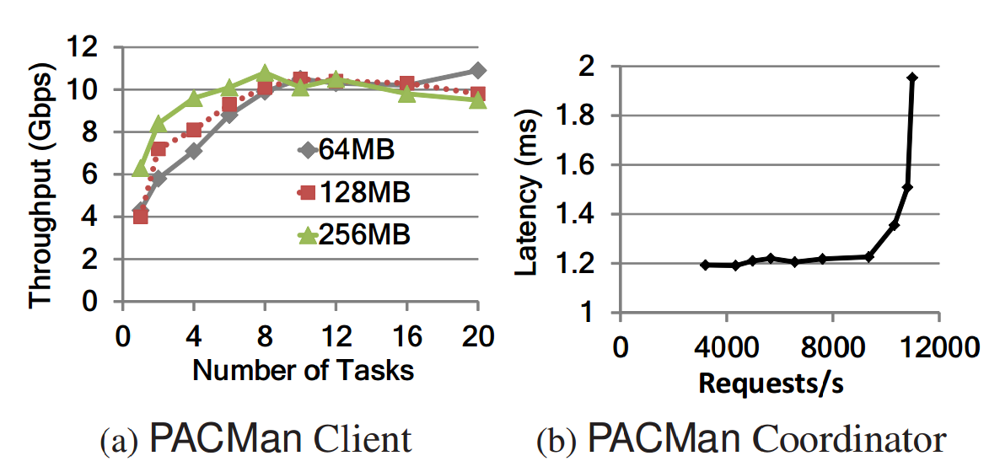 12
10
8
6
4
2
0
Throughput (Gbps)
64MB
128MB
256MB
0 4 8 12 16 20
Number of Tasks
(a) PACMan Client
2
1.8
1.6
1.4
1.2
1
Latency (ms)
0 4000 8000 12000
Requests/s
(b) PACMan Coordinator